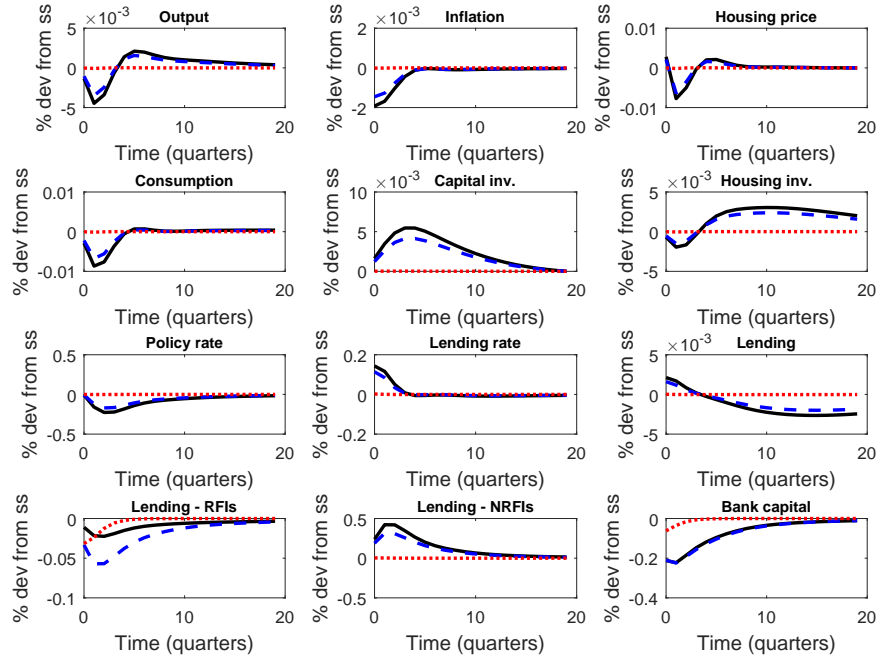 Output
×10⁻³
5
0
-5
% dev from ss
0 10 20
Time (quarters)
Inflation
×10⁻³
2
0
-2
% dev from ss
0 10 20
Time (quarters)
Housing price
0.01
0
-0.01
% dev from ss
0 10 20
Time (quarters)
Consumption
0.01
0
-0.01
% dev from ss
0 10 20
Time (quarters)
Capital inv.
×10⁻³
10
5
0
% dev from ss
0 10 20
Time (quarters)
Housing inv.
×10⁻³
5
0
-5
% dev from ss
0 10 20
Time (quarters)
Policy rate
0.5
0
-0.5
% dev from ss
0 10 20
Time (quarters)
Lending rate
0.2
0
-0.2
% dev from ss
0 10 20
Time (quarters)
Lending
×10⁻³
5
0
-5
% dev from ss
0 10 20
Time (quarters)
Lending - RFIs
0
-0.05
-0.1
% dev from ss
0 10 20
Time (quarters)
Lending - NRFIs
0.5
0
-0.5
% dev from ss
0 10 20
Time (quarters)
Bank capital
0
-0.2
-0.4
% dev from ss
0 10 20
Time (quarters)